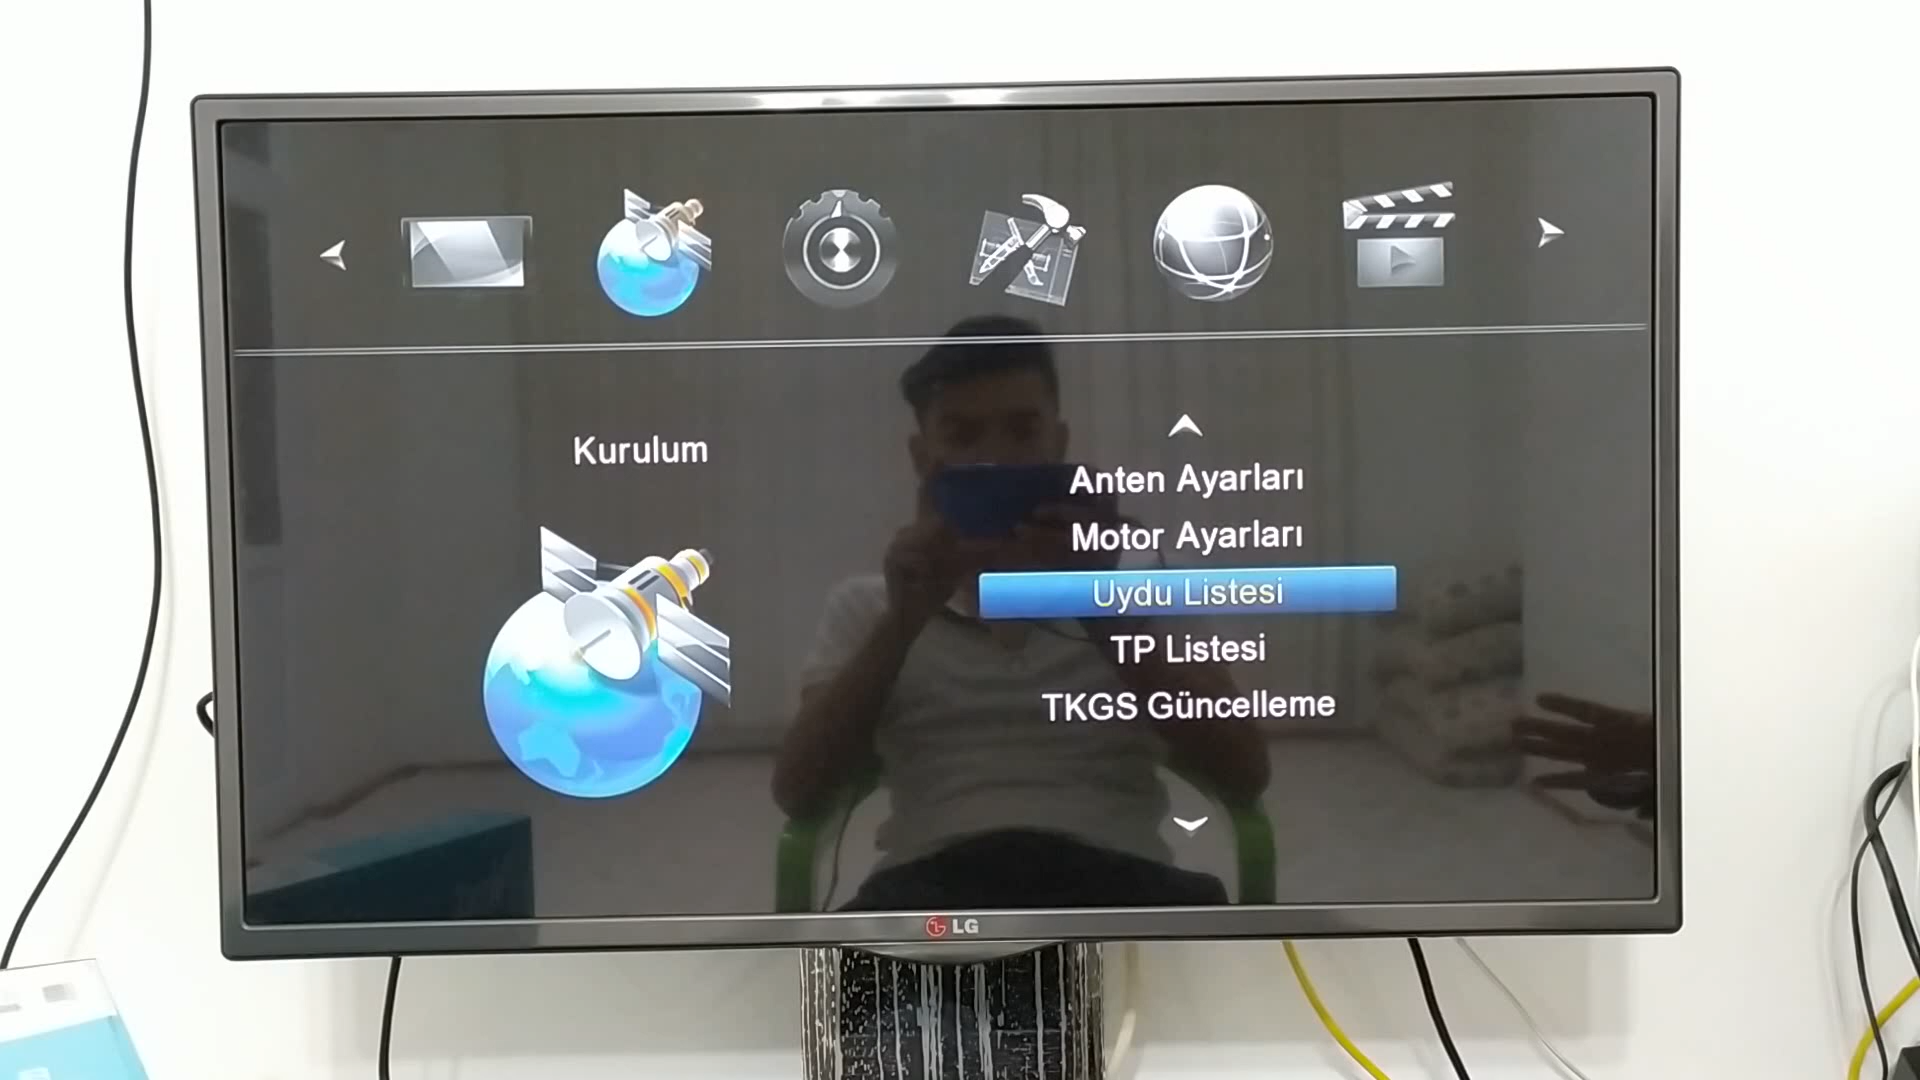 Kurulum
Anten Ayarları
Motor Ayarları
Uydu Listesi
TP Listesi
TKGS Güncelleme
LG